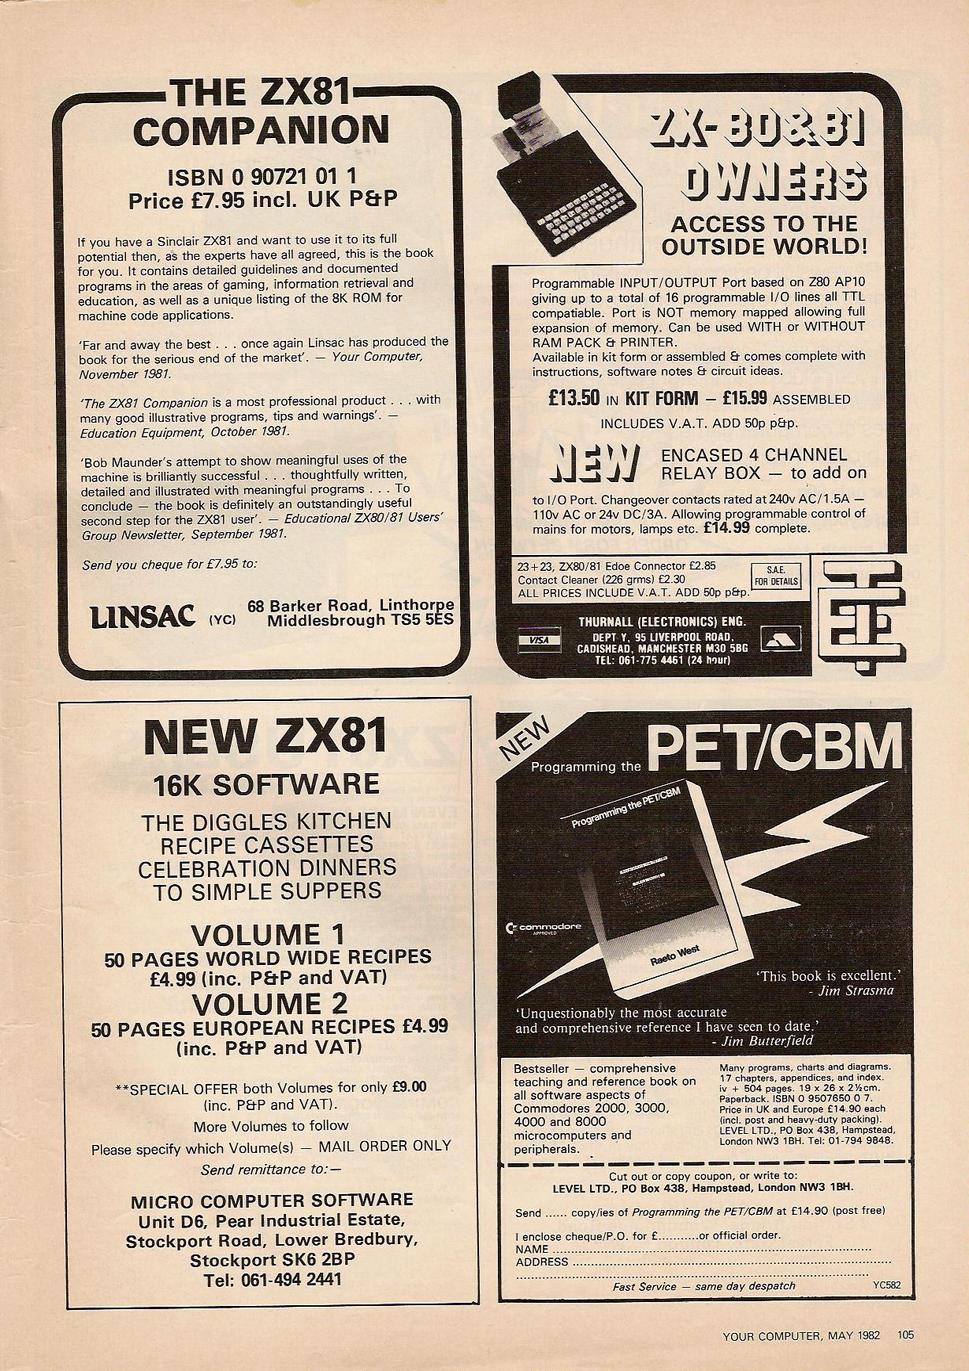 THE ZX81
COMPANION
ISBN 0 90721 01 1
Price £7.95 incl. UK P&P
If you have a Sinclair ZX81 and want to use it to its full
potential then, as the experts have all agreed, this is the book
for you. It contains detailed guidelines and documented
programs in the areas of gaming, information retrieval and
education, as well as a unique listing of the 8K ROM for
machine code applications.
'Far and away the best . . . once again Linsac has produced the
book for the serious end of the market'. — Your Computer,
November 1981.
'The ZX81 Companion is a most professional product . . . with
many good illustrative programs, tips and warnings'. —
Education Equipment, October 1981.
'Bob Maunder's attempt to show meaningful uses of the
machine is brilliantly successful . . . thoughtfully written,
detailed and illustrated with meaningful programs . . . To
conclude — the book is definitely an outstandingly useful
second step for the ZX81 user'. — Educational ZX80/81 Users'
Group Newsletter, September 1981.
Send you cheque for £7.95 to:
LINSAC (YC) 68 Barker Road, Linthorpe
Middlesbrough TS5 5ES
ZX-80&81
OWNERS
ACCESS TO THE
OUTSIDE WORLD!
Programmable INPUT/OUTPUT Port based on Z80 AP10
giving up to a total of 16 programmable I/O lines all TTL
compatiable. Port is NOT memory mapped allowing full
expansion of memory. Can be used WITH or WITHOUT
RAM PACK & PRINTER.
Available in kit form or assembled & comes complete with
instructions, software notes & circuit ideas.
£13.50 IN KIT FORM — £15.99 ASSEMBLED
INCLUDES V.A.T. ADD 50p p&p.
NEW ENCASED 4 CHANNEL
RELAY BOX — to add on
to I/O Port. Changeover contacts rated at 240v AC/1.5A —
110v AC or 24v DC/3A. Allowing programmable control of
mains for motors, lamps etc. £14.99 complete.
23+23, ZX80/81 Edoe Connector £2.85
Contact Cleaner (226 grms) £2.30
ALL PRICES INCLUDE V.A.T. ADD 50p p&p.
S.A.E.
FOR DETAILS
THURNALL (ELECTRONICS) ENG.
DEPT Y, 95 LIVERPOOL ROAD,
CADISHEAD, MANCHESTER M30 5BG
TEL: 061-775 4461 (24 hour)
VISA
TE
NEW ZX81
16K SOFTWARE
THE DIGGLES KITCHEN
RECIPE CASSETTES
CELEBRATION DINNERS
TO SIMPLE SUPPERS
VOLUME 1
50 PAGES WORLD WIDE RECIPES
£4.99 (inc. P&P and VAT)
VOLUME 2
50 PAGES EUROPEAN RECIPES £4.99
(inc. P&P and VAT)
**SPECIAL OFFER both Volumes for only £9.00
(inc. P&P and VAT).
More Volumes to follow
Please specify which Volume(s) — MAIL ORDER ONLY
Send remittance to:—
MICRO COMPUTER SOFTWARE
Unit D6, Pear Industrial Estate,
Stockport Road, Lower Bredbury,
Stockport SK6 2BP
Tel: 061-494 2441
NEW
Programming the PET/CBM
Programming the PET/CBM
Raeto West
commodore
APPROVED
'This book is excellent.'
- Jim Strasma
'Unquestionably the most accurate
and comprehensive reference I have seen to date.'
- Jim Butterfield
Bestseller — comprehensive
teaching and reference book on
all software aspects of
Commodores 2000, 3000,
4000 and 8000
microcomputers and
peripherals.
Many programs, charts and diagrams.
17 chapters, appendices, and index.
iv + 504 pages. 19 x 26 x 2½cm.
Paperback. ISBN 0 9507650 0 7.
Price in UK and Europe £14.90 each
(incl. post and heavy-duty packing).
LEVEL LTD., PO Box 438, Hampstead,
London NW3 1BH. Tel: 01-794 9848.
Cut out or copy coupon, or write to:
LEVEL LTD., PO Box 438, Hampstead, London NW3 1BH.
Send ...... copy/ies of Programming the PET/CBM at £14.90 (post free)
I enclose cheque/P.O. for £...........or official order.
NAME ................................................................
ADDRESS ................................................................
................................................................
Fast Service — same day despatch YC582
YOUR COMPUTER, MAY 1982 105